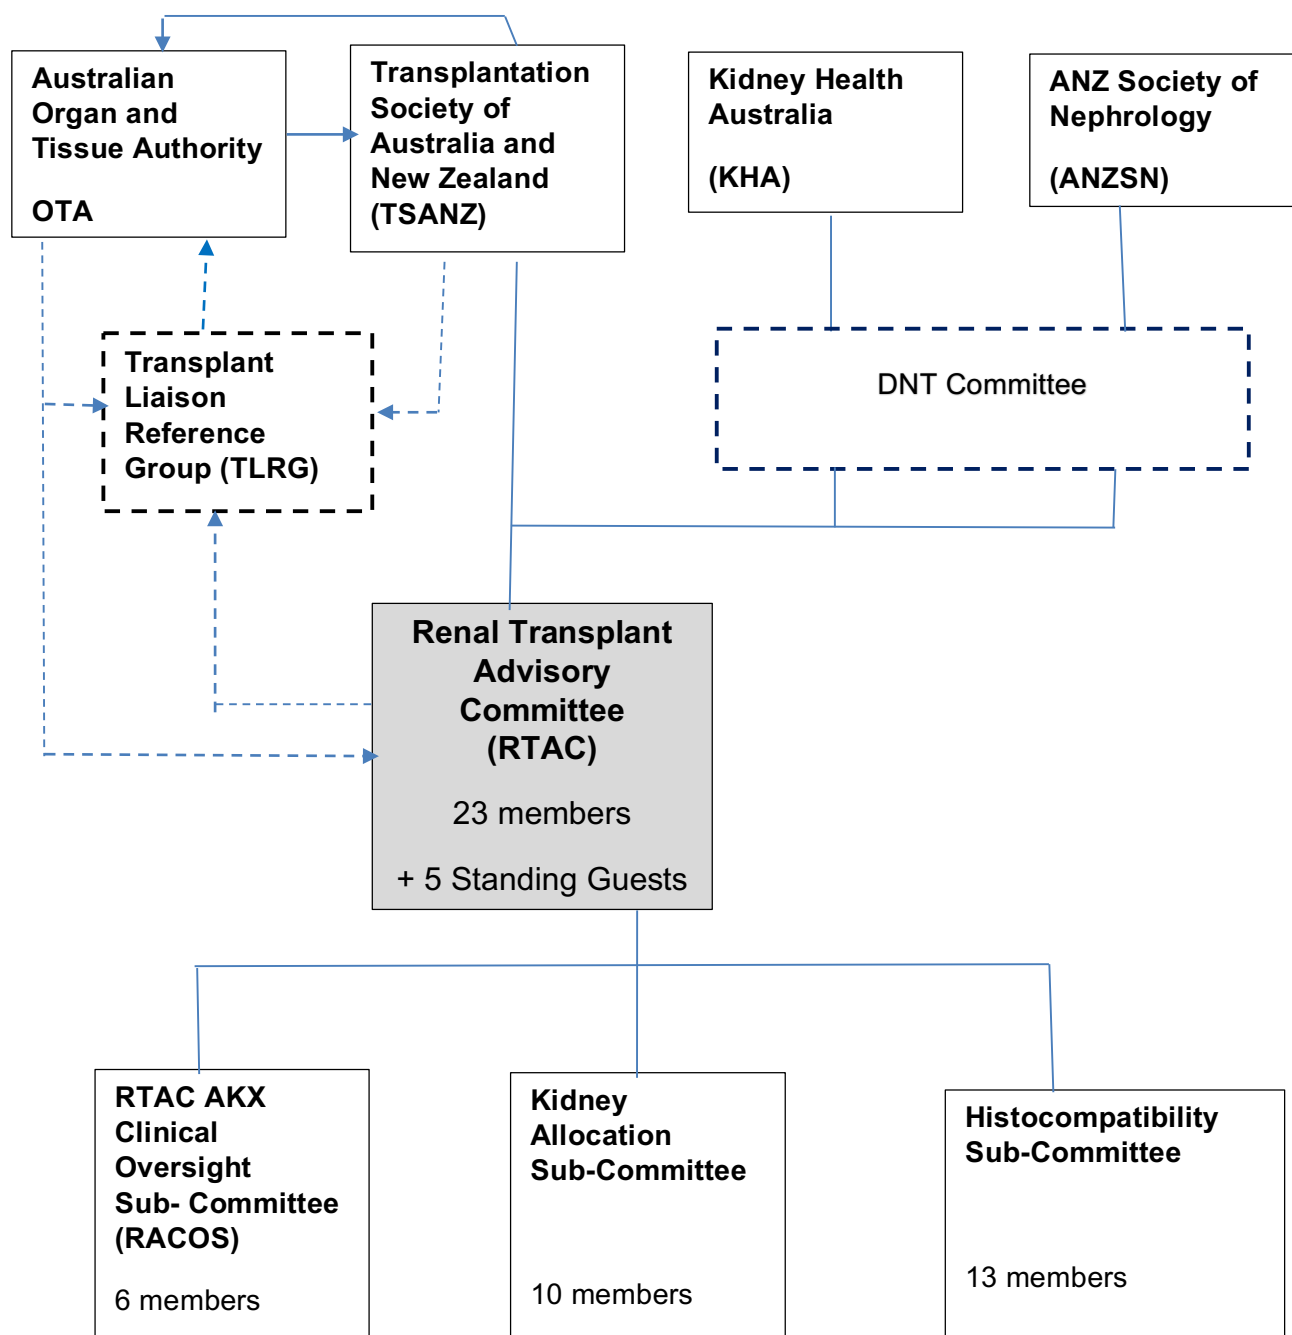 Australian
Organ and
Tissue Authority
OTA
Transplantation
Society of
Australia and
New Zealand
(TSANZ)
Kidney Health
Australia
(KHA)
ANZ Society of
Nephrology
(ANZSN)
Transplant
Liaison
Reference
Group (TLRG)
DNT Committee
Renal Transplant
Advisory
Committee
(RTAC)
23 members
+ 5 Standing Guests
RTAC AKX
Clinical
Oversight
Sub- Committee
(RACOS)
6 members
Kidney
Allocation
Sub-Committee
10 members
Histocompatibility
Sub-Committee
13 members